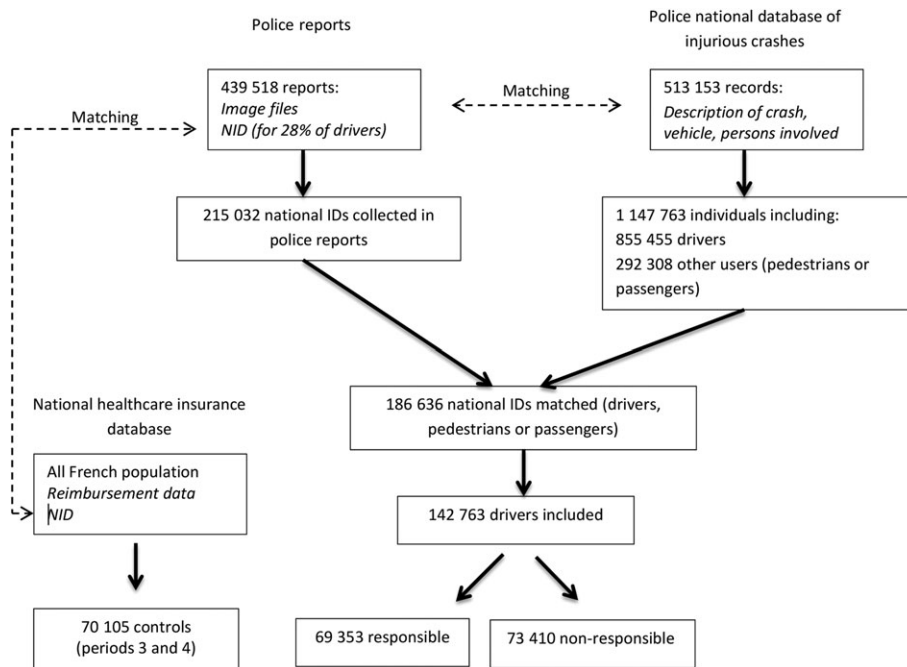 Police reports
Police national database of
injurious crashes
439 518 reports:
Image files
NID (for 28% of drivers)
Matching
513 153 records:
Description of crash,
vehicle, persons involved
Matching
215 032 national IDs collected in
police reports
1 147 763 individuals including:
855 455 drivers
292 308 other users (pedestrians or
passengers)
186 636 national IDs matched (drivers,
pedestrians or passengers)
National healthcare insurance
database
All French population
Reimbursement data
NID
142 763 drivers included
70 105 controls
(periods 3 and 4)
69 353 responsible
73 410 non-responsible